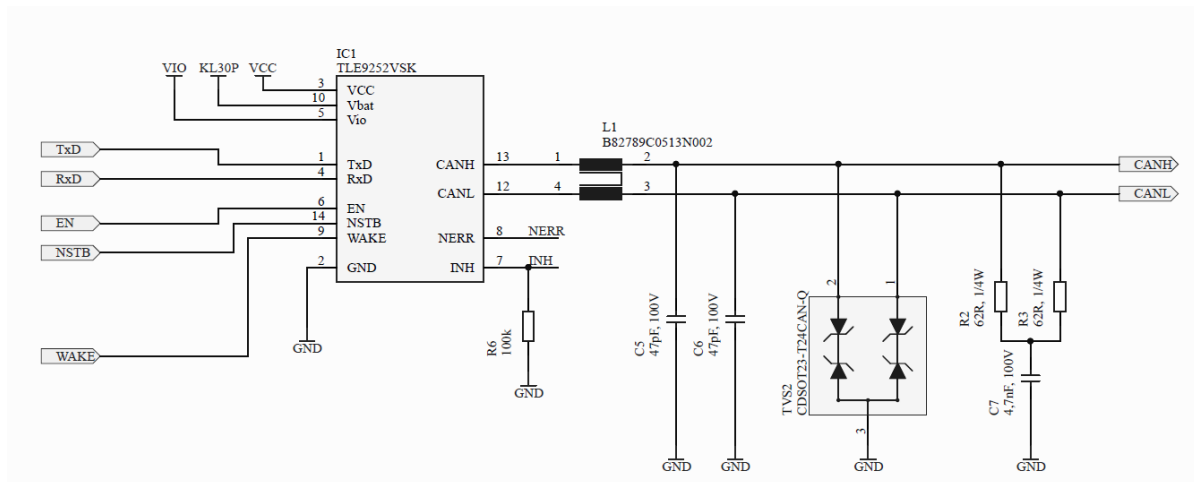 IC1
TLE9252VSK
VIO
KL30P
VCC
3
VCC
10
Vbat
5
Vio
TxD
1
TxD
RxD
4
RxD
EN
6
EN
NSTB
14
NSTB
WAKE
9
WAKE
2
GND
GND
CANH
13
CANL
12
NERR
8
NERR
INH
7
INH
R6
100k
GND
L1
B82789C0513N002
1
2
4
3
C5
47pF, 100V
GND
C6
47pF, 100V
GND
2
1
TVS2
CDSOT23-T24CAN-Q
3
GND
R2
62R, 1/4W
R3
62R, 1/4W
C7
4,7nF, 100V
GND
CANH
CANL